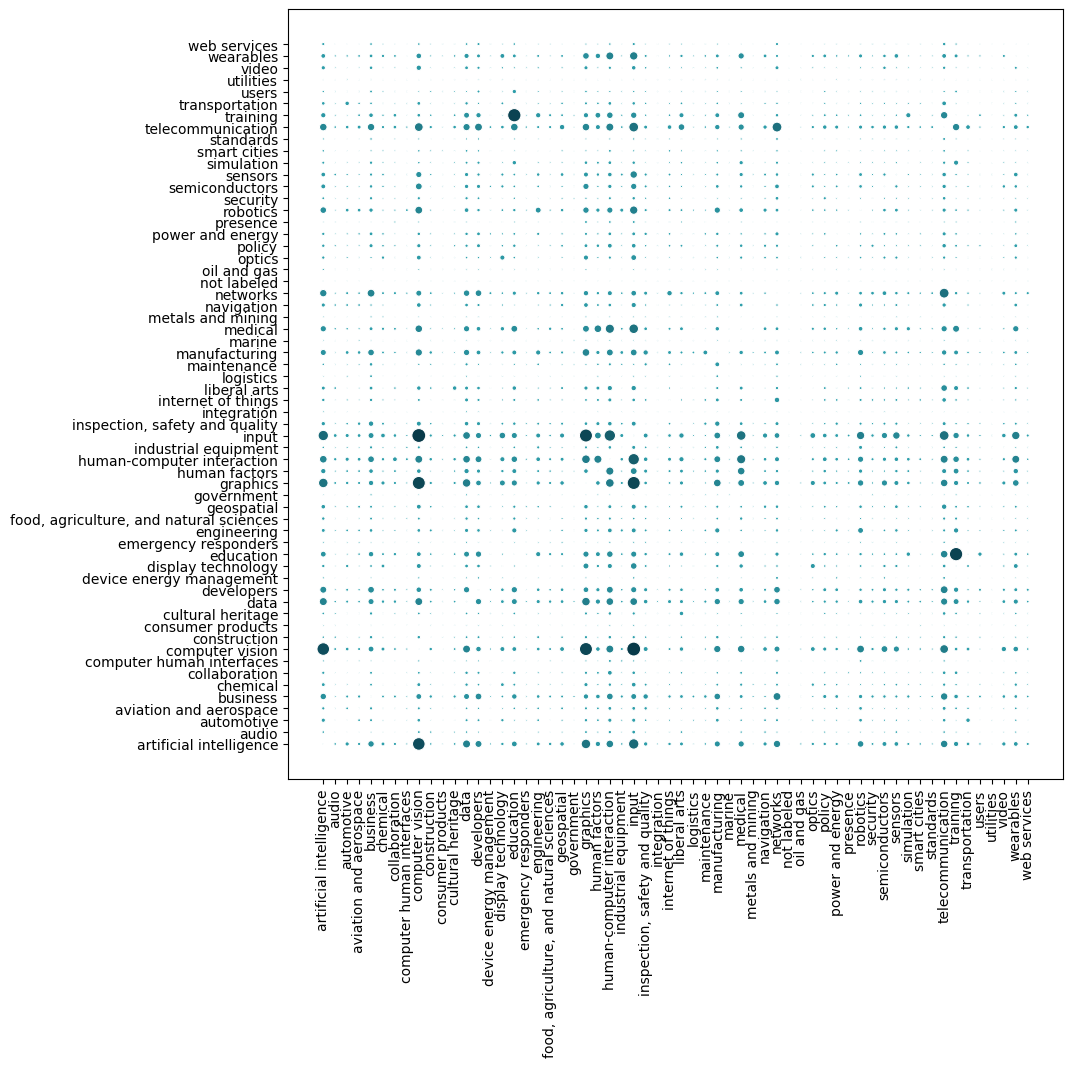 web services
wearables
video
utilities
users
transportation
training
telecommunication
standards
smart cities
simulation
sensors
semiconductors
security
robotics
presence
power and energy
policy
optics
oil and gas
not labeled
networks
navigation
metals and mining
medical
marine
manufacturing
maintenance
logistics
liberal arts
internet of things
integration
inspection, safety and quality
input
industrial equipment
human-computer interaction
human factors
graphics
government
geospatial
food, agriculture, and natural sciences
engineering
emergency responders
education
display technology
device energy management
developers
data
cultural heritage
consumer products
construction
computer vision
computer human interfaces
collaboration
chemical
business
aviation and aerospace
automotive
audio
artificial intelligence
artificial intelligence
audio
automotive
aviation and aerospace
business
chemical
collaboration
computer human interfaces
computer vision
construction
consumer products
cultural heritage
data
developers
device energy management
display technology
education
emergency responders
engineering
food, agriculture, and natural sciences
geospatial
government
graphics
human factors
human-computer interaction
industrial equipment
input
inspection, safety and quality
integration
internet of things
liberal arts
logistics
maintenance
manufacturing
marine
medical
metals and mining
navigation
networks
not labeled
oil and gas
optics
policy
power and energy
presence
robotics
security
semiconductors
sensors
simulation
smart cities
standards
telecommunication
training
transportation
users
utilities
video
wearables
web services